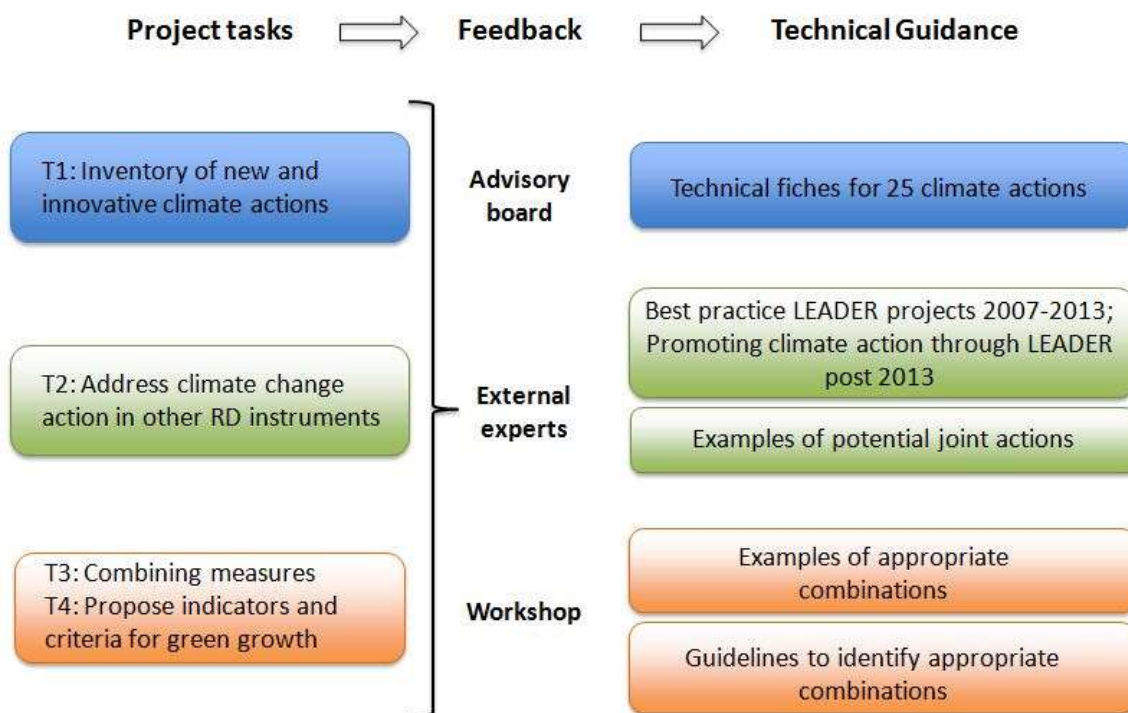 Project tasks
Feedback
Technical Guidance
T1: Inventory of new and
innovative climate actions
T2: Address climate change
action in other RD instruments
T3: Combining measures
T4: Propose indicators and
criteria for green growth
Advisory
board
External
experts
Workshop
Technical fiches for 25 climate actions
Best practice LEADER projects 2007-2013;
Promoting climate action through LEADER
post 2013
Examples of potential joint actions
Examples of appropriate
combinations
Guidelines to identify appropriate
combinations